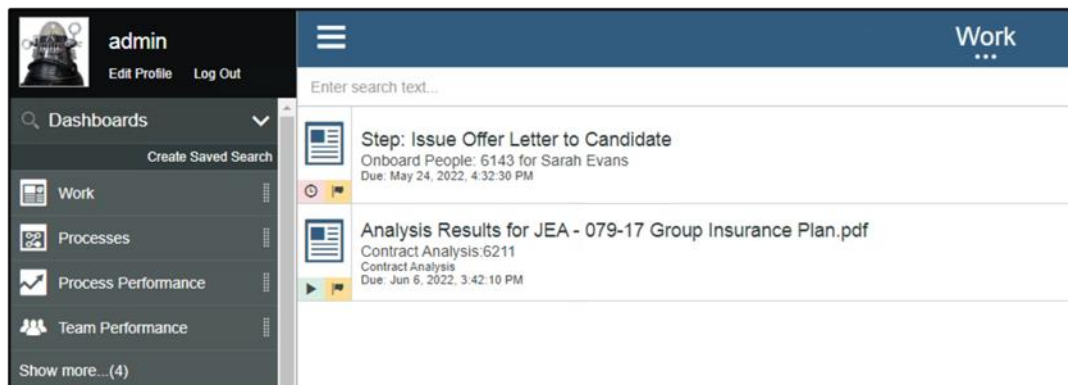 admin
Edit Profile Log Out
Dashboards
Create Saved Search
Work
Processes
Process Performance
Team Performance
Show more...(4)
Work
Enter search text...
Step: Issue Offer Letter to Candidate
Onboard People: 6143 for Sarah Evans
Due: May 24, 2022, 4:32:30 PM
Analysis Results for JEA - 079-17 Group Insurance Plan.pdf
Contract Analysis:6211
Contract Analysis
Due: Jun 6, 2022, 3:42:10 PM